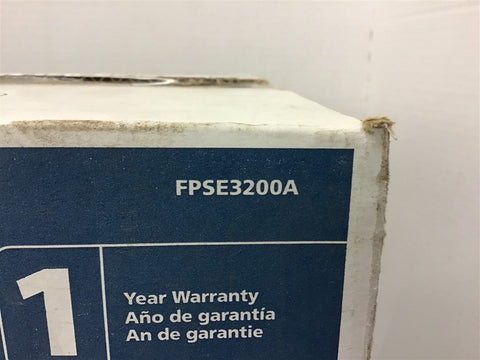 FPSE3200A
1
Year Warranty
Año de garantía
An de garantie